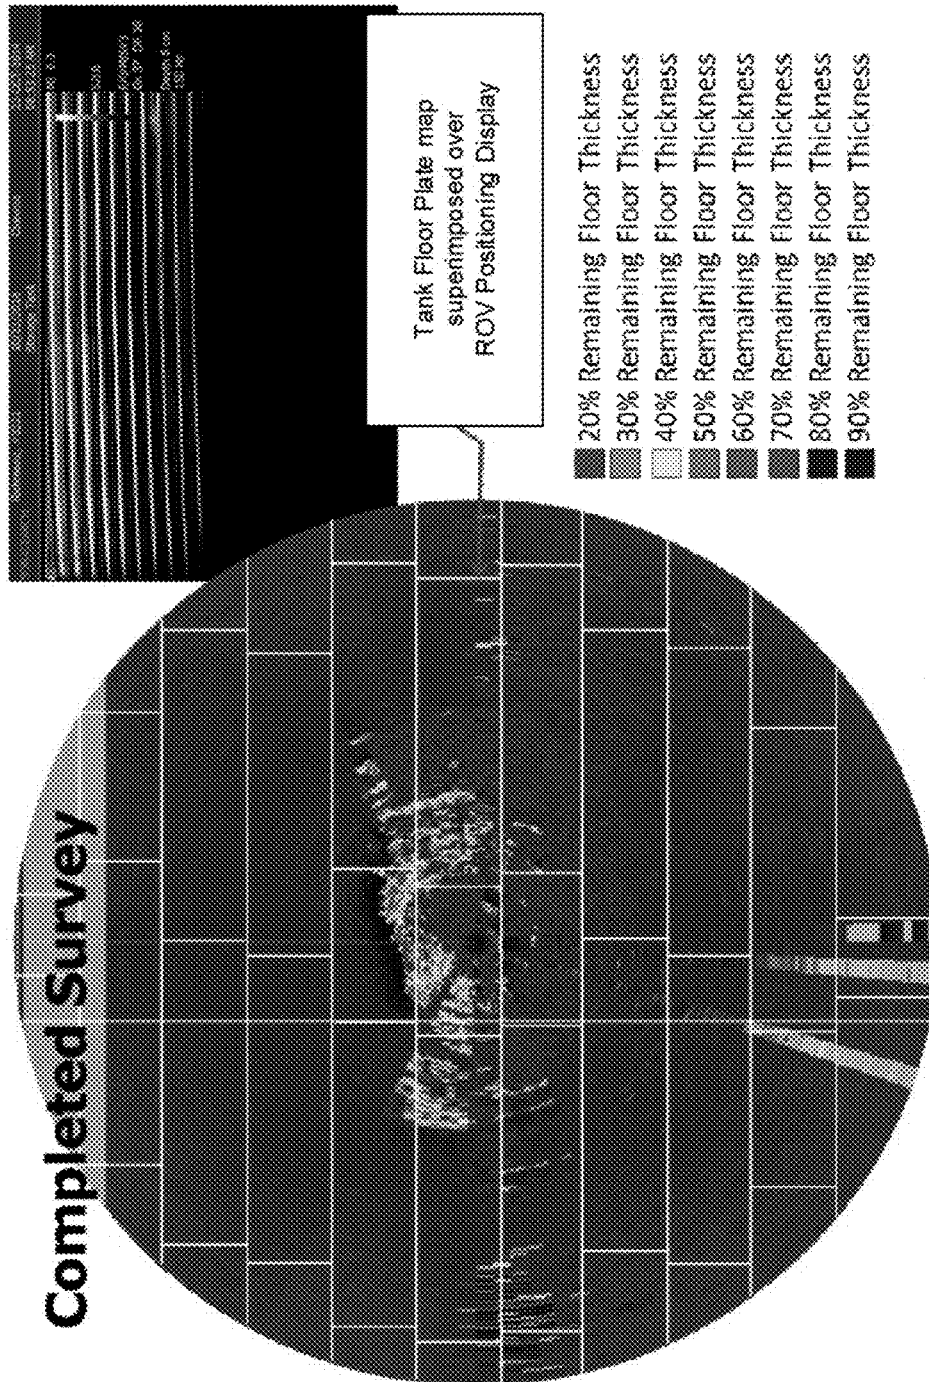 Completed Survey
Tank Floor Plate map
superimposed over
ROV Positioning Display
20% Remaining Floor Thickness
30% Remaining Floor Thickness
40% Remaining Floor Thickness
50% Remaining Floor Thickness
60% Remaining Floor Thickness
70% Remaining Floor Thickness
80% Remaining Floor Thickness
90% Remaining Floor Thickness